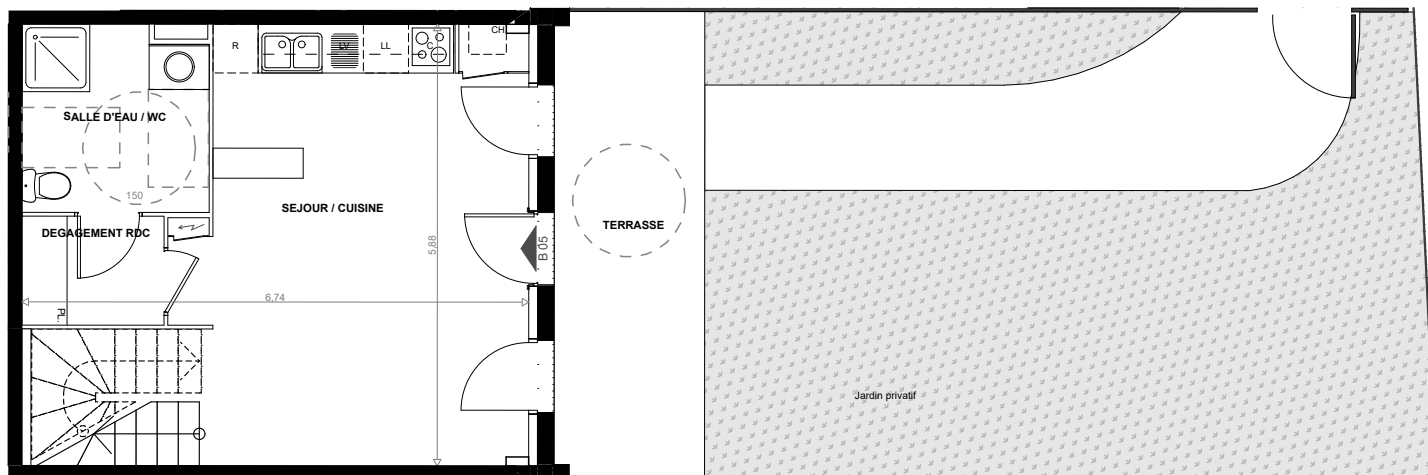 R
LV
LL
C
CH
SALLE D'EAU / WC
150
SEJOUR / CUISINE
DEGAGEMENT RDC
5,88
B 05
TERRASSE
6,74
PL.
Jardin privatif